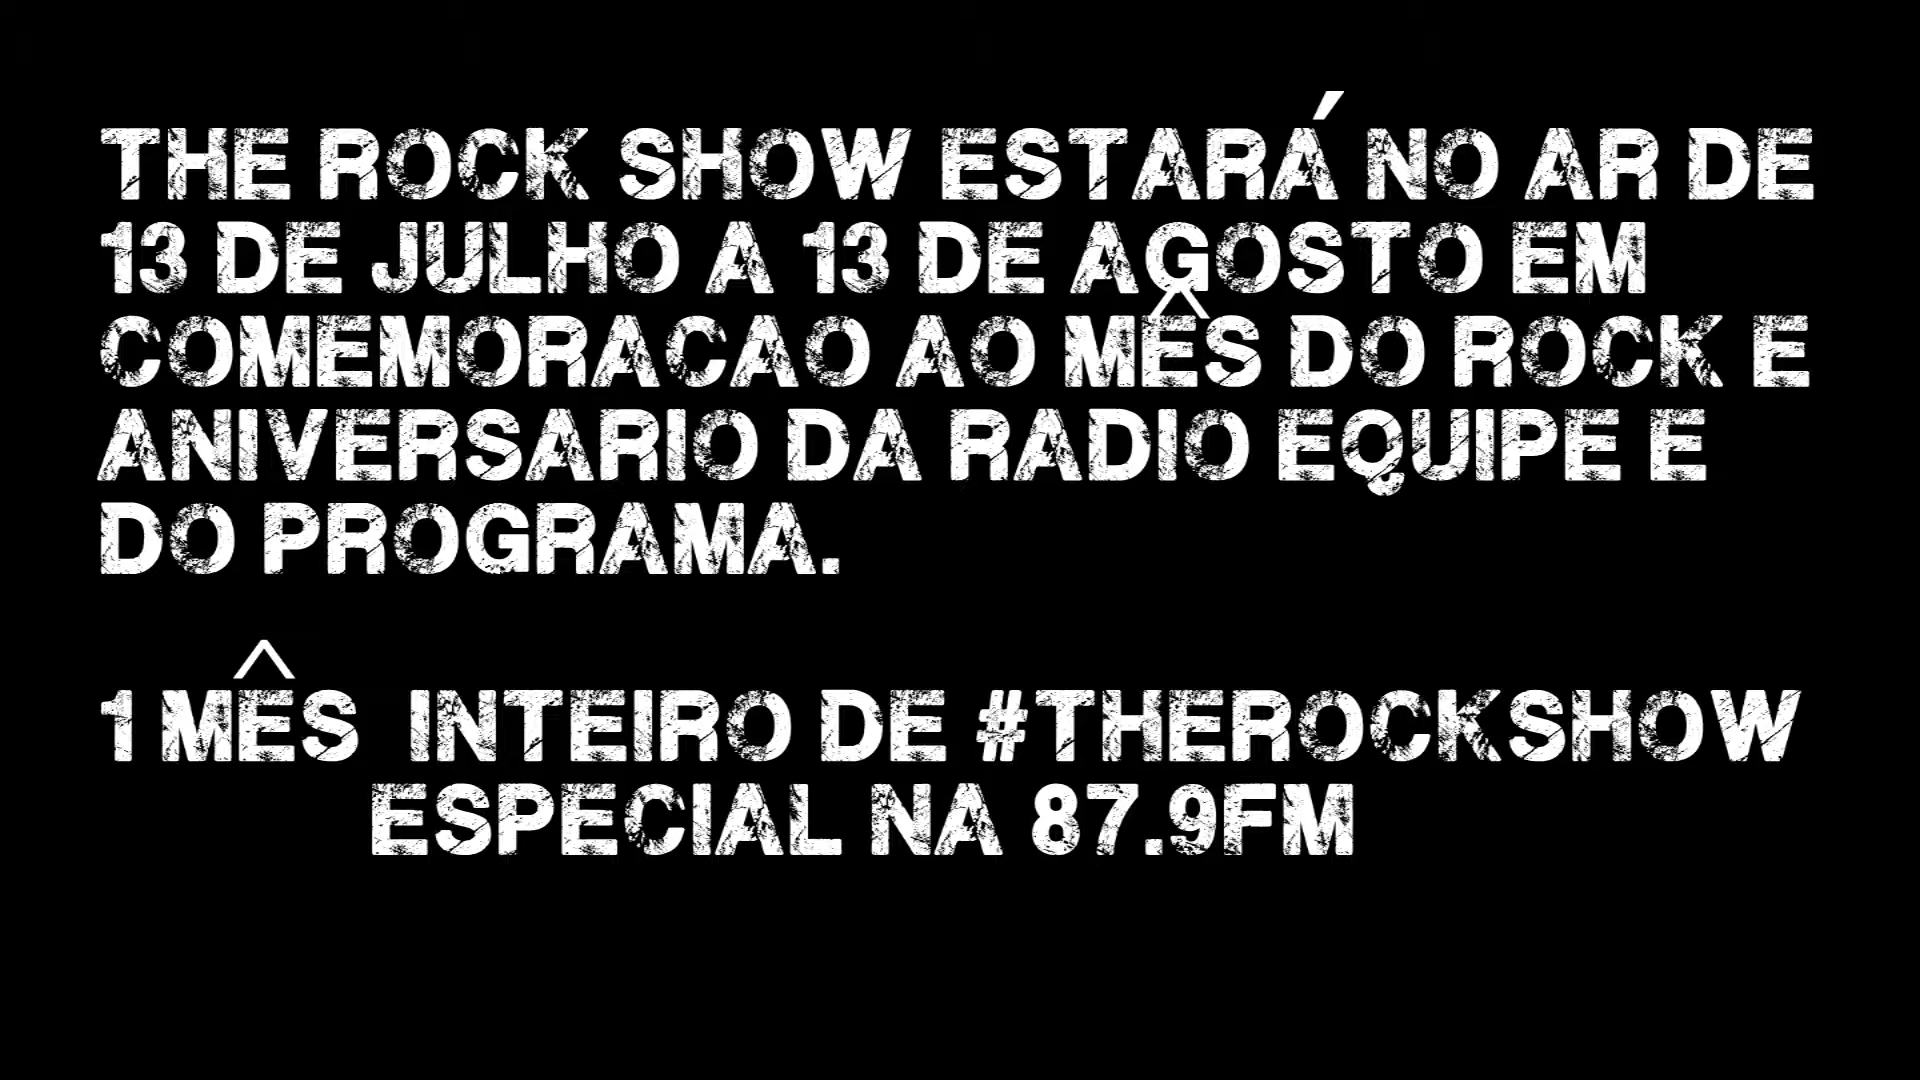 THE ROCK SHOW ESTARÁ NO AR DE
13 DE JULHO A 13 DE AGOSTO EM
COMEMORACAO AO MÊS DO ROCK E
ANIVERSARIO DA RADIO EQUIPE E
DO PROGRAMA.
1 MÊS INTEIRO DE #THEROCKSHOW
ESPECIAL NA 87.9FM